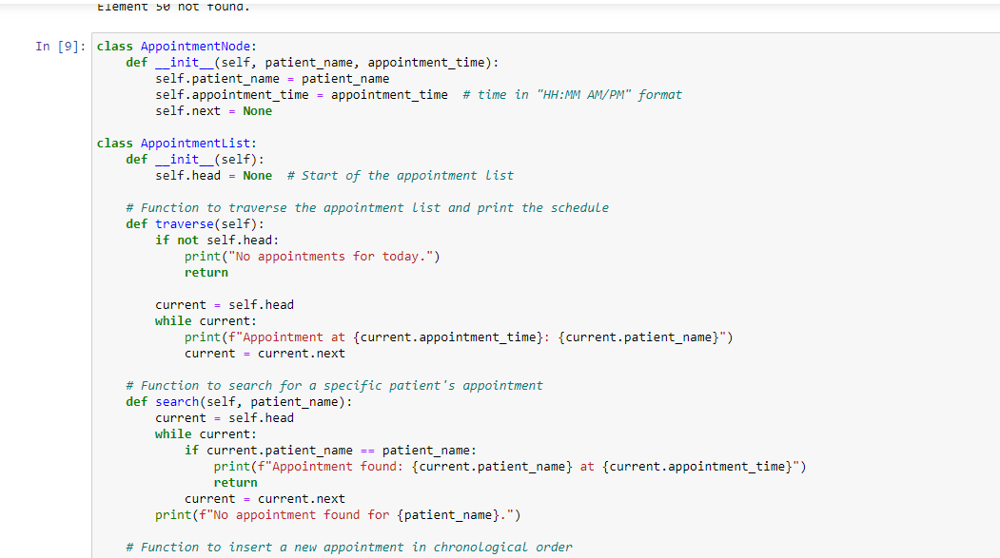 Element 50 not found.
In [9]: class AppointmentNode:
    def __init__(self, patient_name, appointment_time):
        self.patient_name = patient_name
        self.appointment_time = appointment_time  # time in "HH:MM AM/PM" format
        self.next = None

class AppointmentList:
    def __init__(self):
        self.head = None  # Start of the appointment list

    # Function to traverse the appointment list and print the schedule
    def traverse(self):
        if not self.head:
            print("No appointments for today.")
            return

        current = self.head
        while current:
            print(f"Appointment at {current.appointment_time}: {current.patient_name}")
            current = current.next

    # Function to search for a specific patient's appointment
    def search(self, patient_name):
        current = self.head
        while current:
            if current.patient_name == patient_name:
                print(f"Appointment found: {current.patient_name} at {current.appointment_time}")
                return
            current = current.next
        print(f"No appointment found for {patient_name}.")

    # Function to insert a new appointment in chronological order